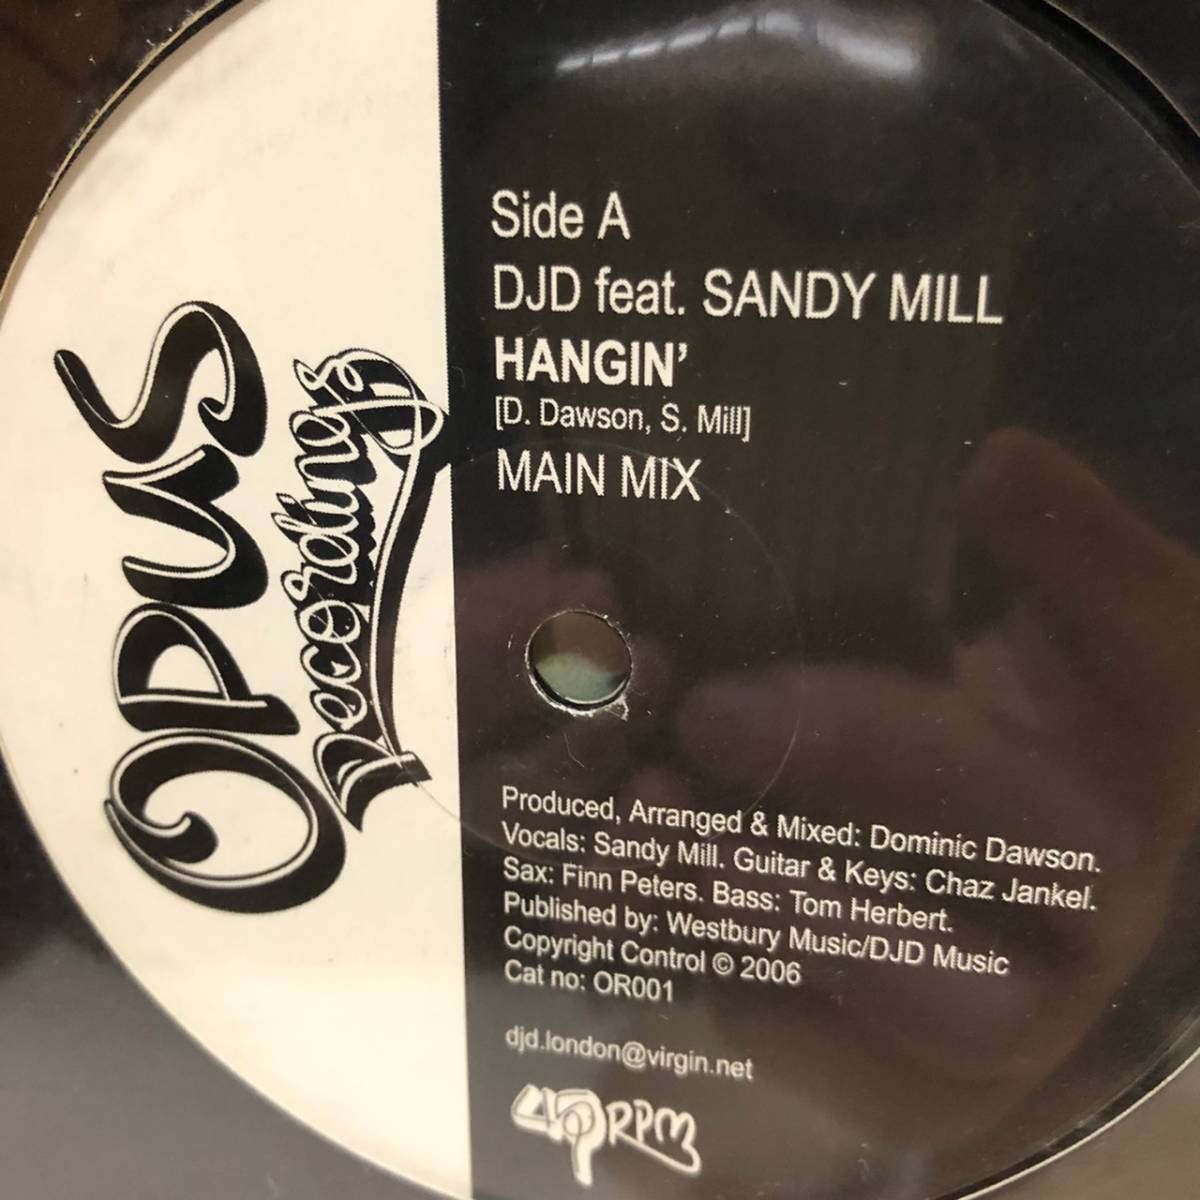 Opus
Recordings
Side A
DJD feat. SANDY MILL
HANGIN’
[D. Dawson, S. Mill]
MAIN MIX
Produced, Arranged & Mixed: Dominic Dawson.
Vocals: Sandy Mill. Guitar & Keys: Chaz Jankel.
Sax: Finn Peters. Bass: Tom Herbert.
Published by: Westbury Music/DJD Music
Copyright Control © 2006
Cat no: OR001
djd.london@virgin.net
45 RPM